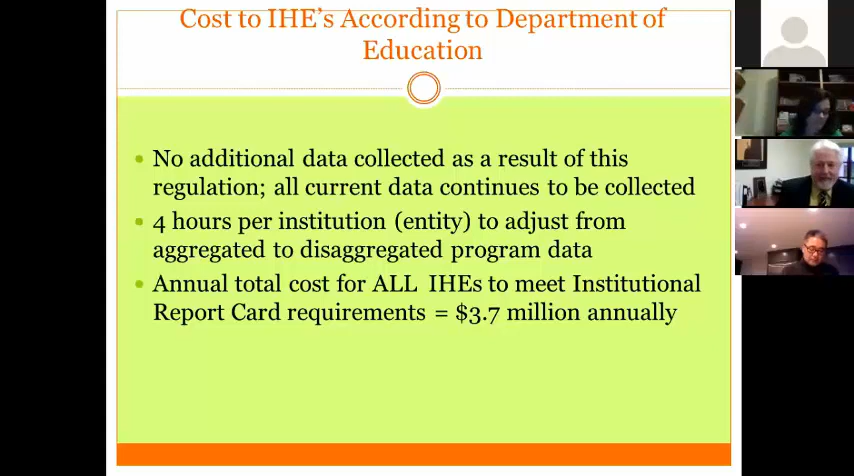 Cost to IHE's According to Department of
Education
No additional data collected as a result of this
regulation; all current data continues to be collected
4 hours per institution (entity) to adjust from
aggregated to disaggregated program data
Annual total cost for ALL IHEs to meet Institutional
Report Card requirements = $3.7 million annually